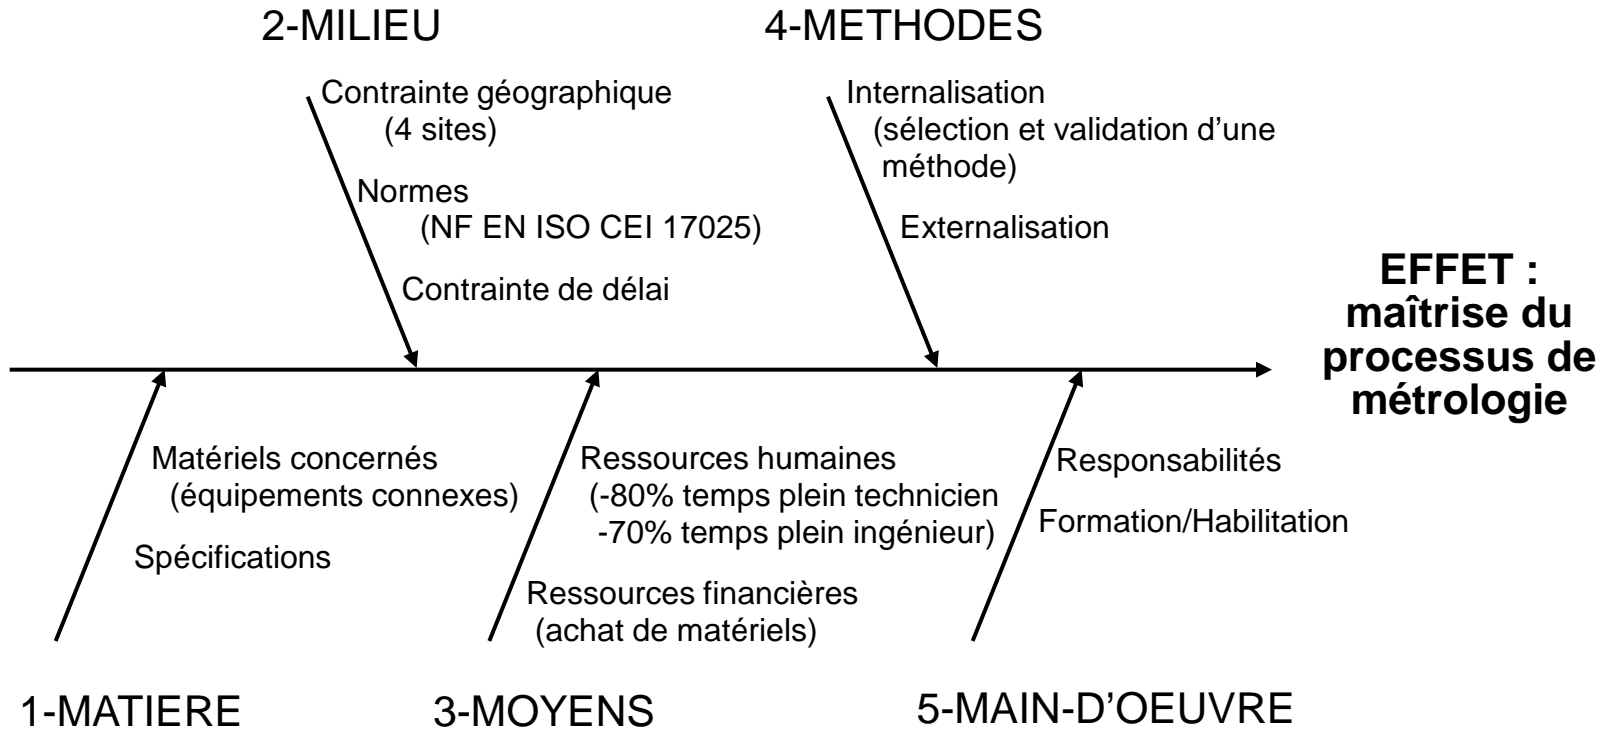 2-MILIEU
Contrainte géographique
(4 sites)
Normes
(NF EN ISO CEI 17025)
Contrainte de délai
4-METHODES
Internalisation
(sélection et validation d’une
méthode)
Externalisation
EFFET :
maîtrise du
processus de
métrologie
Matériels concernés
(équipements connexes)
Spécifications
1-MATIERE
Ressources humaines
(-80% temps plein technicien
-70% temps plein ingénieur)
Ressources financières
(achat de matériels)
3-MOYENS
Responsabilités
Formation/Habilitation
5-MAIN-D'OEUVRE